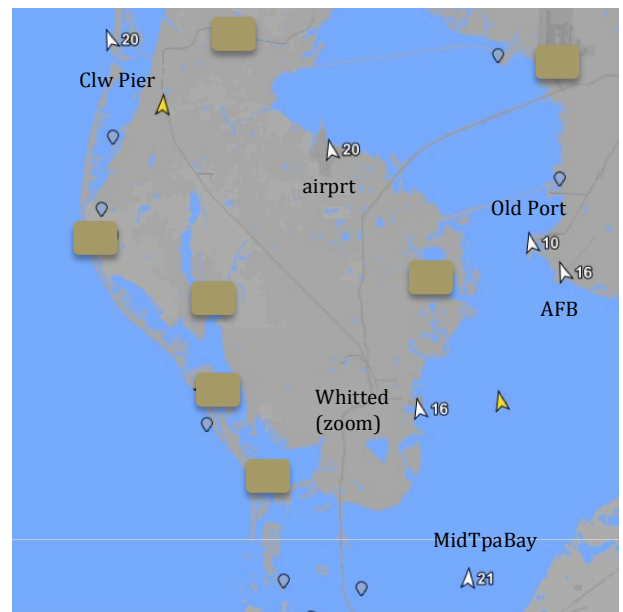 20
Clw Pier
20
airprt
Old Port
10
16
AFB
Whitted
(zoom)
16
MidTpaBay
21